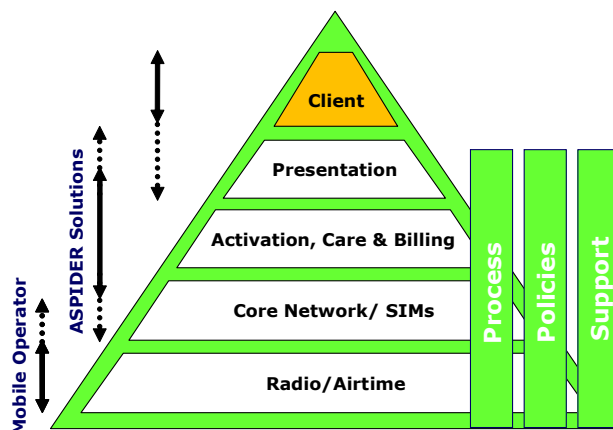 Client
Presentation
Activation, Care & Billing
Core Network/ SIMs
Radio/Airtime
ASPIDER Solutions
Mobile Operator
Process
Policies
Support